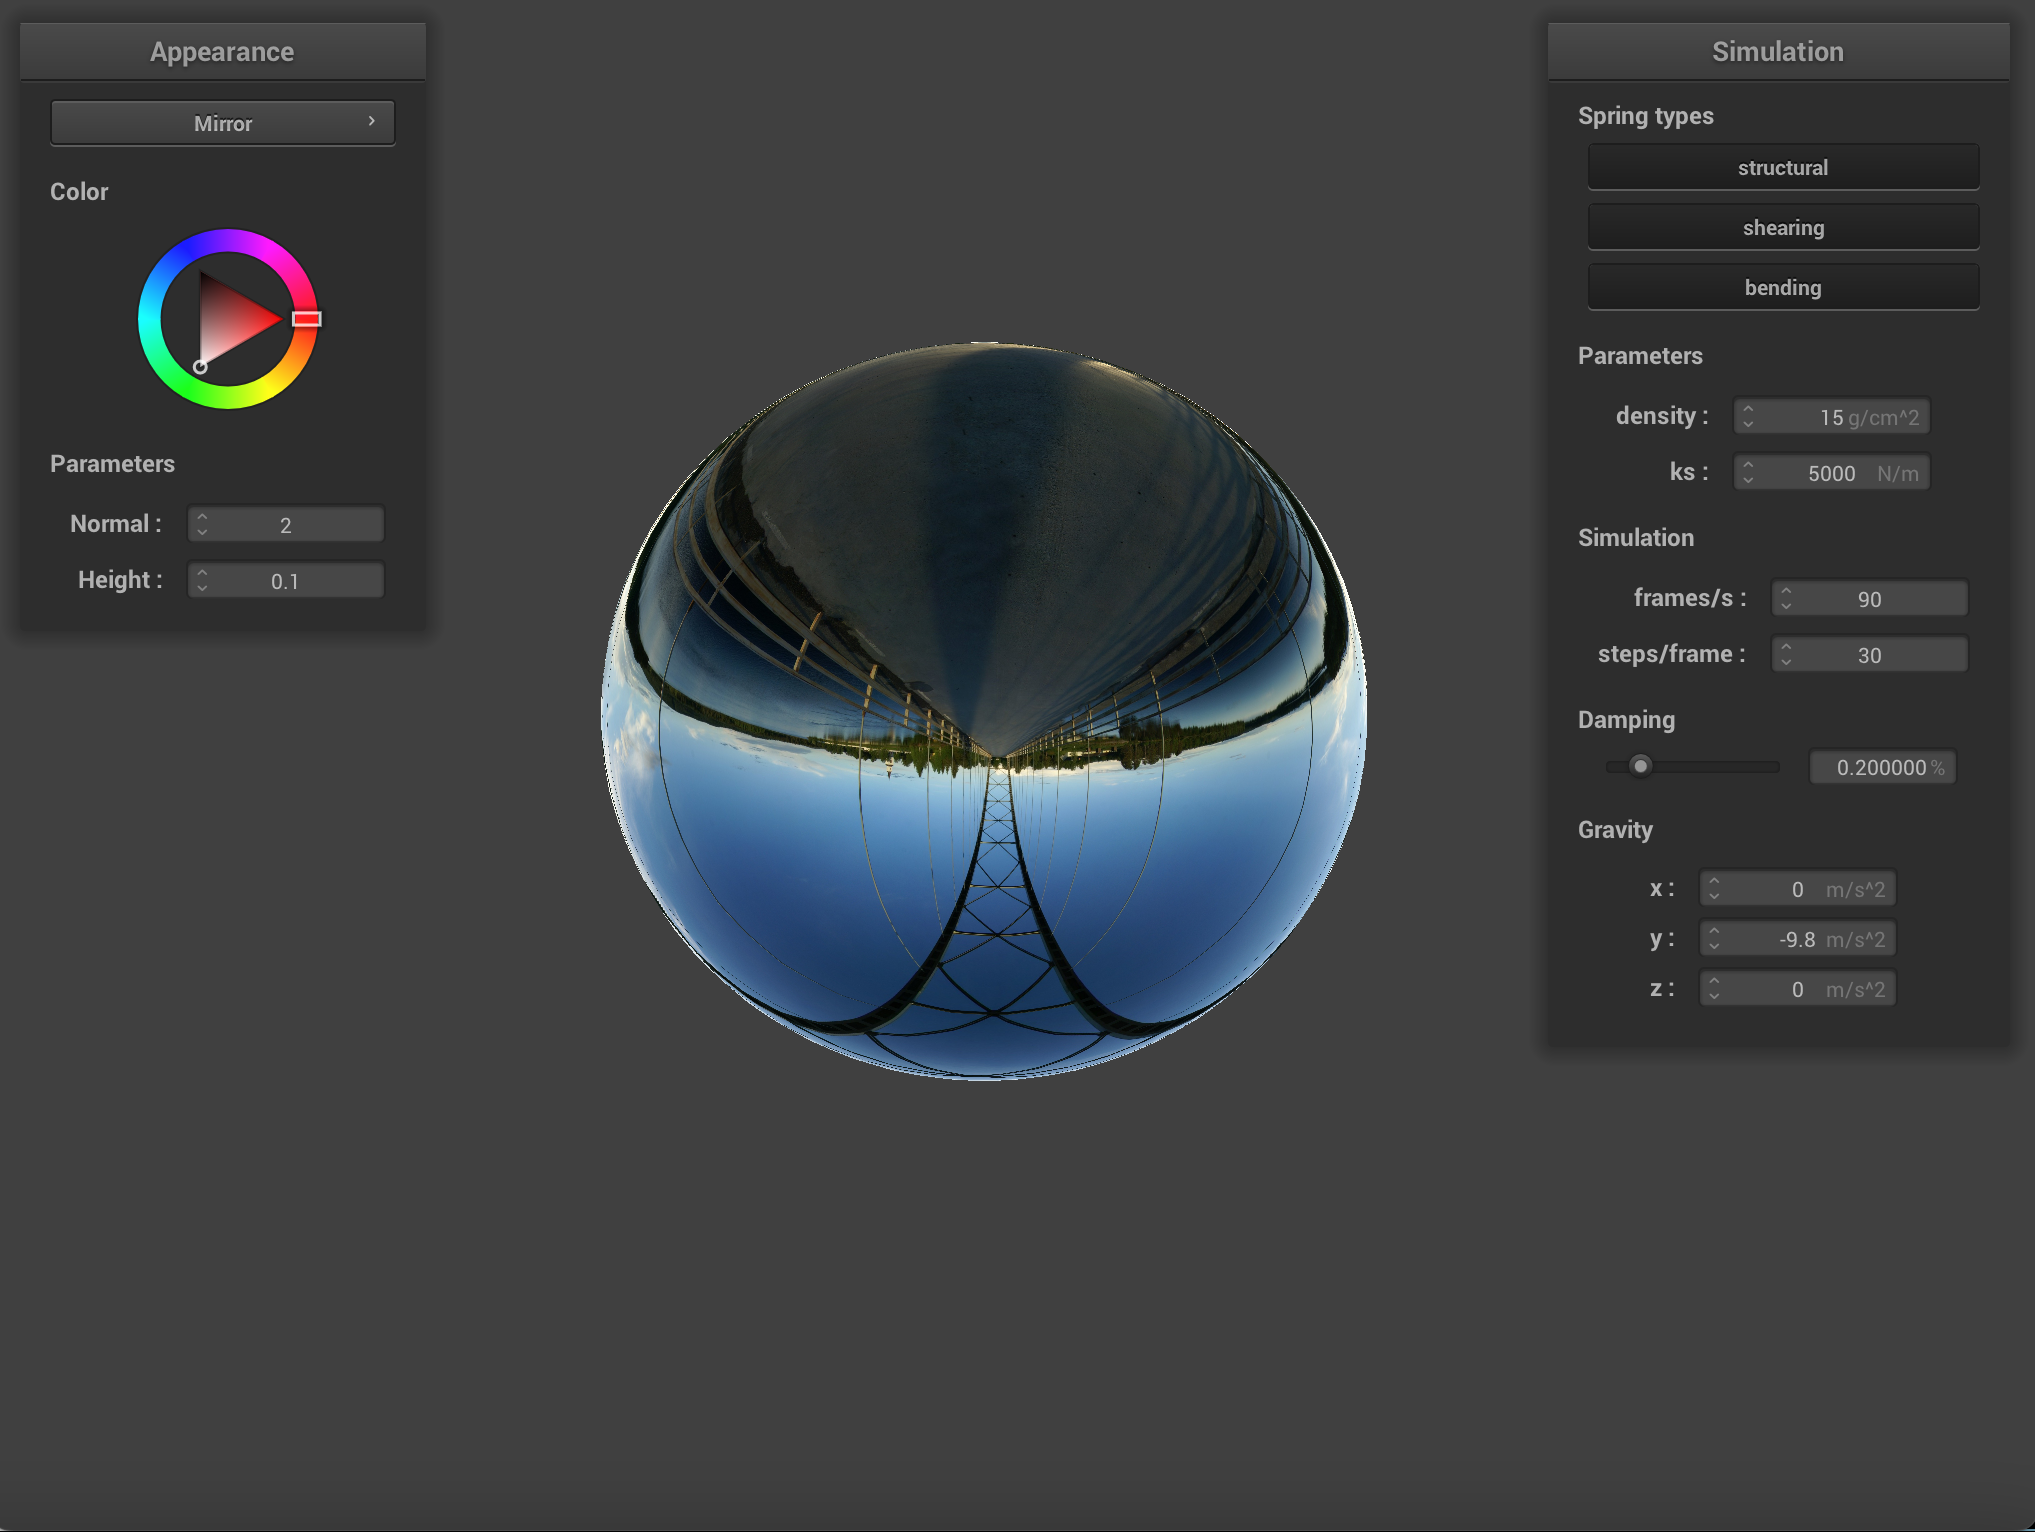 Appearance
Mirror
Color
Parameters
Normal : 2
Height : 0.1
Simulation
Spring types
structural
shearing
bending
Parameters
density : 15 g/cm^2
ks : 5000 N/m
Simulation
frames/s : 90
steps/frame : 30
Damping
0.200000 %
Gravity
x : 0 m/s^2
y : -9.8 m/s^2
z : 0 m/s^2